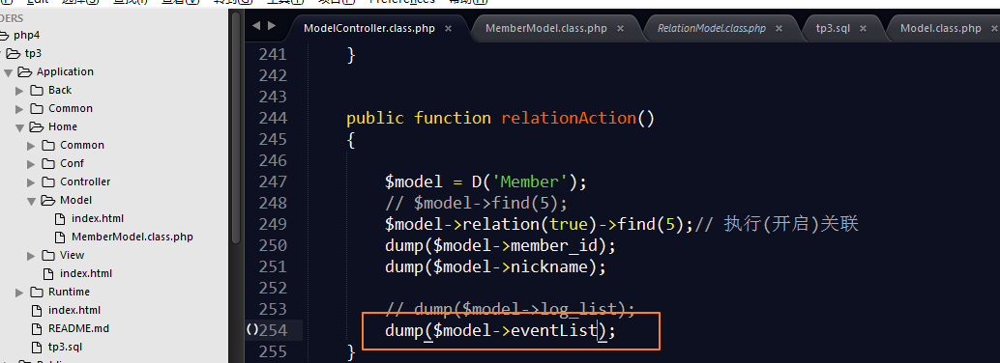 DERS
php4
tp3
Application
Back
Common
Home
Common
Conf
Controller
Model
index.html
MemberModel.class.php
View
index.html
Runtime
index.html
README.md
tp3.sql
ModelController.class.php ×
MemberModel.class.php ×
RelationModel.class.php ×
tp3.sql ×
Model.class.php ×
241 }
242
243
244 public function relationAction()
245 {
246
247 $model = D('Member');
248 // $model->find(5);
249 $model->relation(true)->find(5);// 执行(开启)关联
250 dump($model->member_id);
251 dump($model->nickname);
252
253 // dump($model->log_list);
()254 dump($model->eventList);
255 }